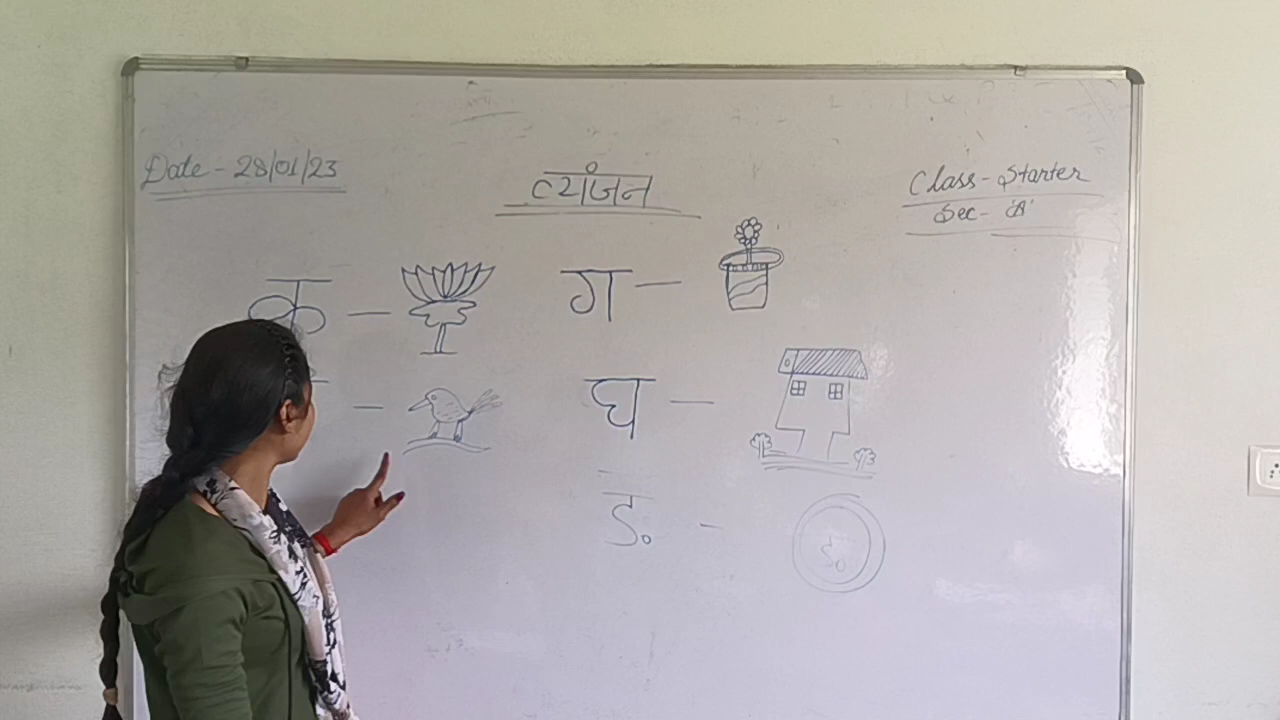 Date - 28/01/23
व्यंजन
Class - Starter
Sec - 'A'
क —
ग —
—
घ —
ङ -
ङ